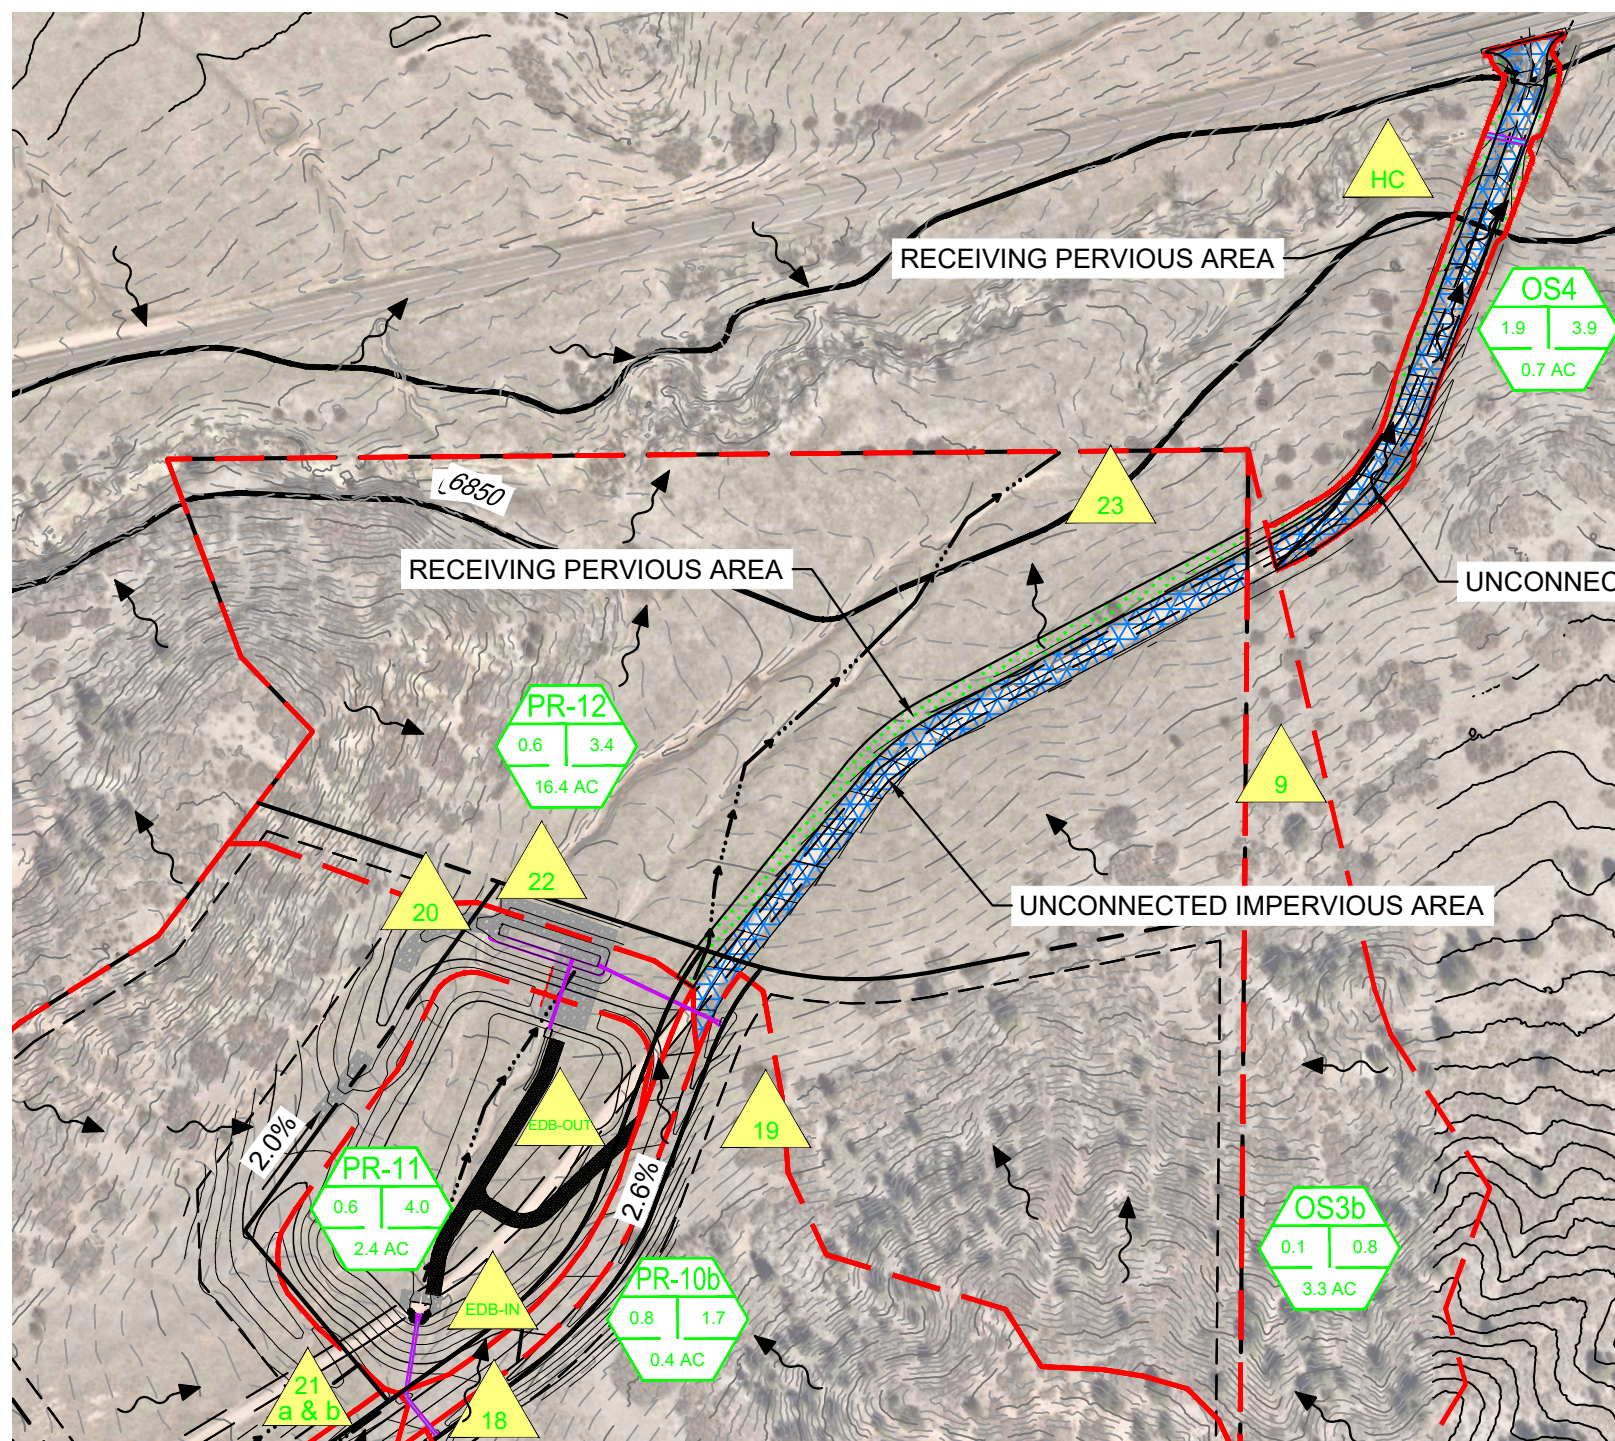 HC
RECEIVING PERVIOUS AREA
OS4
1.9 3.9
0.7 AC
6850
23
RECEIVING PERVIOUS AREA
UNCONNEC
PR-12
0.6 3.4
16.4 AC
9
22
20
UNCONNECTED IMPERVIOUS AREA
EDB-OUT
19
2.0%
PR-11
0.6 4.0
2.4 AC
2.6%
OS3b
0.1 0.8
3.3 AC
PR-10b
0.8 1.7
0.4 AC
EDB-IN
21
a & b
18